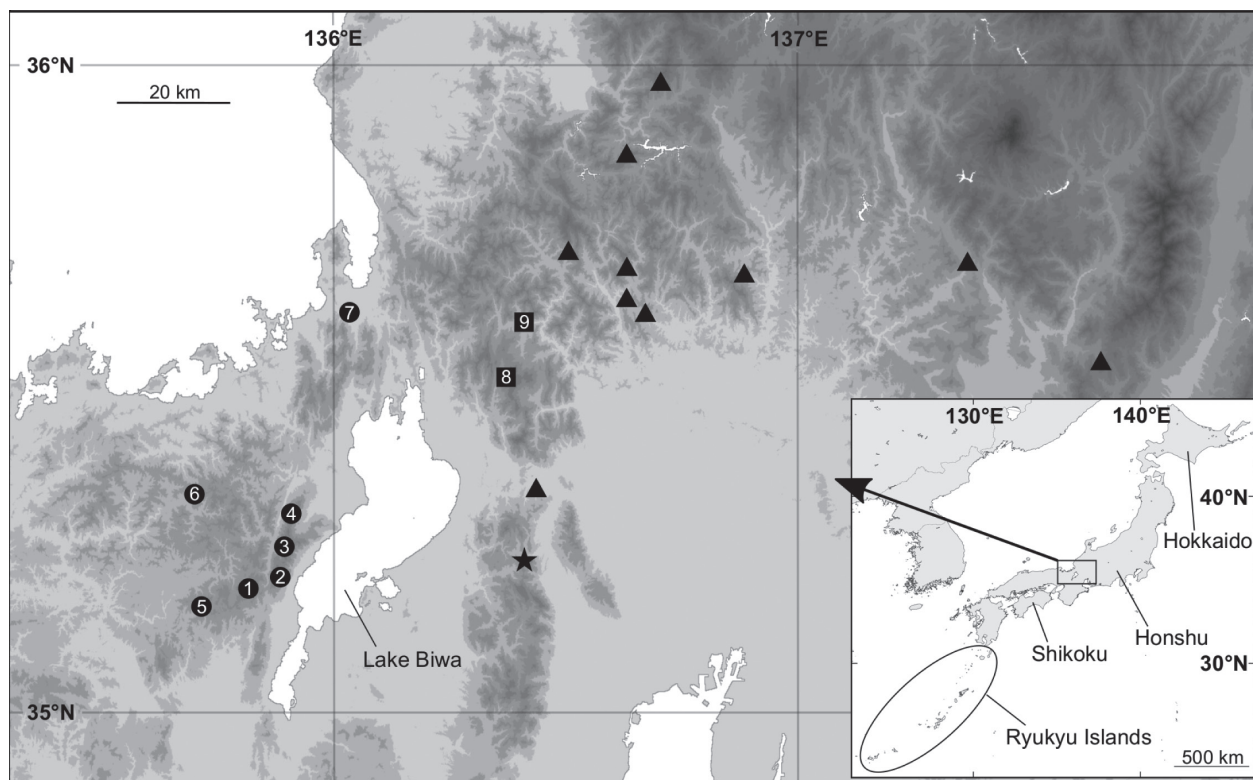 136°E
137°E
36°N
20 km
7
9
8
6
4
3
2
1
5
Lake Biwa
35°N
130°E
140°E
40°N
Hokkaido
Honshu
Shikoku
30°N
Ryukyu Islands
500 km